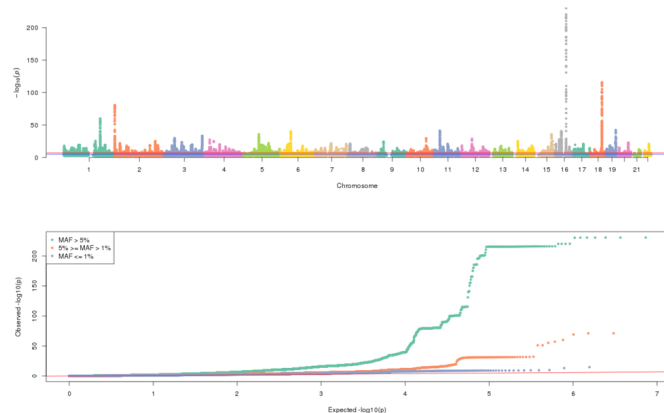 200
150
100
50
0
−log₁₀(p)
1 2 3 4 5 6 7 8 9 10 11 12 13 14 15 16 17 18 19 21
Chromosome
MAF > 5%
5% >= MAF > 1%
MAF <= 1%
200
150
100
50
0
Observed -log10(p)
0 1 2 3 4 5 6 7
Expected -log10(p)